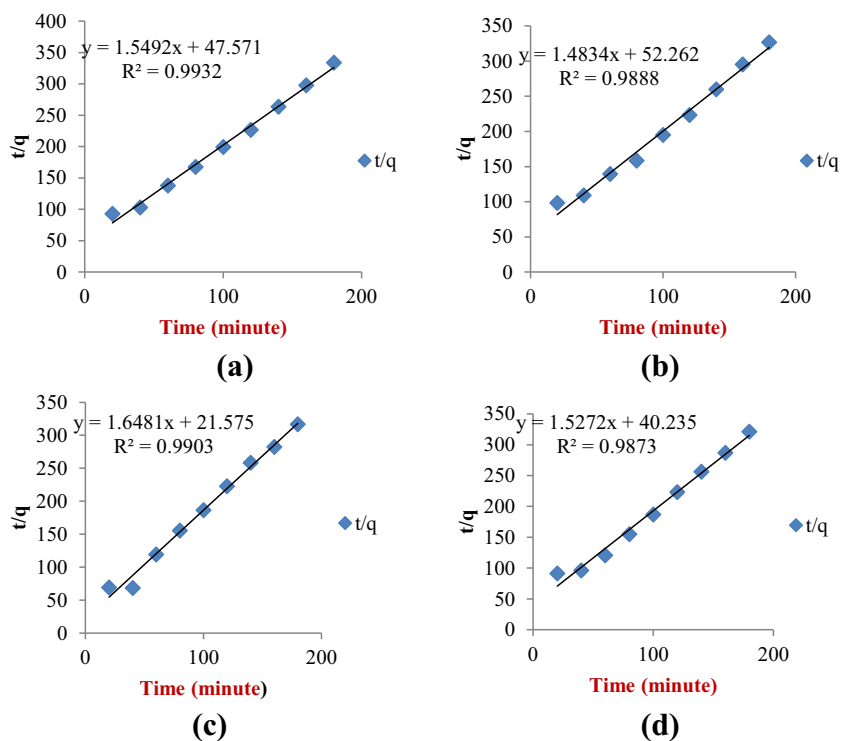 400
350
300
250
200
150
100
50
0
y = 1.5492x + 47.571
R² = 0.9932
t/q
t/q
0 100 200
Time (minute)
(a)
350
300
250
200
150
100
50
0
y = 1.4834x + 52.262
R² = 0.9888
t/q
t/q
0 100 200
Time (minute)
(b)
350
300
250
200
150
100
50
0
y = 1.6481x + 21.575
R² = 0.9903
t/q
t/q
0 100 200
Time (minute)
(c)
350
300
250
200
150
100
50
0
y = 1.5272x + 40.235
R² = 0.9873
t/q
t/q
0 100 200
Time (minute)
(d)